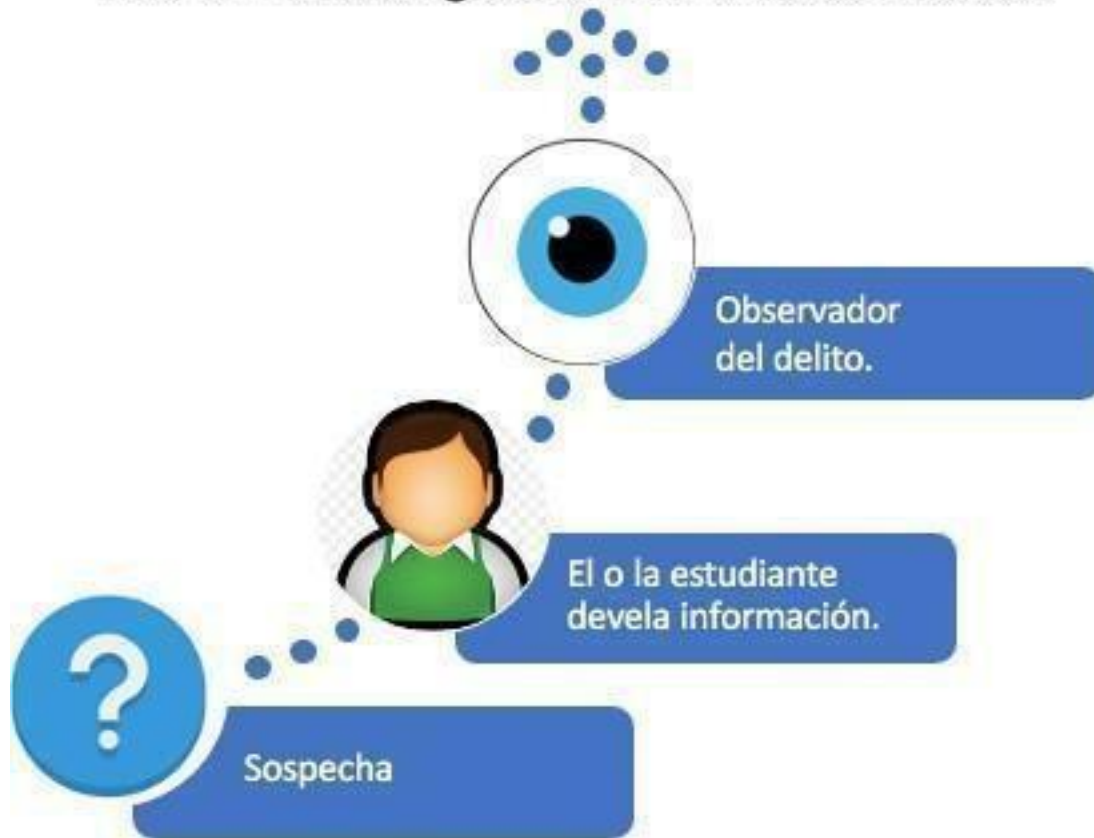 Observador
del delito.
El o la estudiante
devela información.
Sospecha